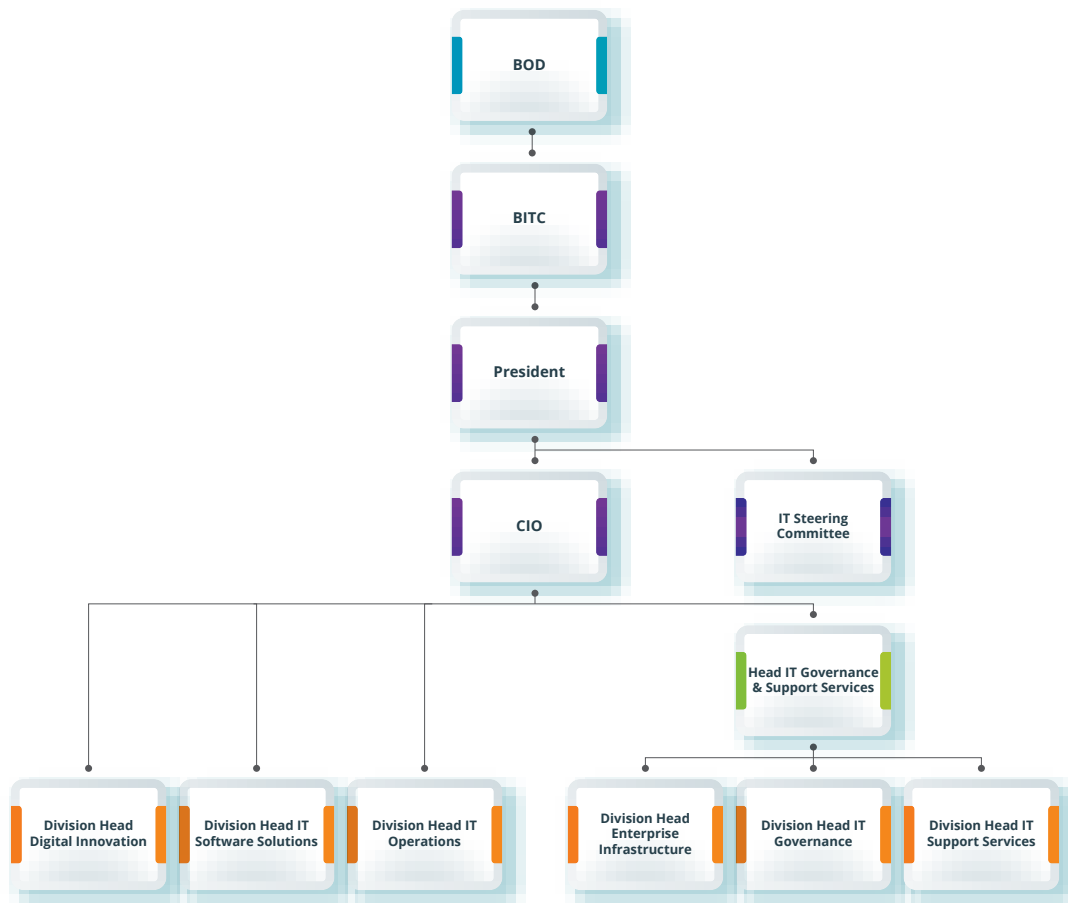 BOD
BITC
President
CIO
IT Steering
Committee
Head IT Governance
& Support Services
Division Head
Digital Innovation
Division Head IT
Software Solutions
Division Head IT
Operations
Division Head
Enterprise
Infrastructure
Division Head IT
Governance
Division Head IT
Support Services